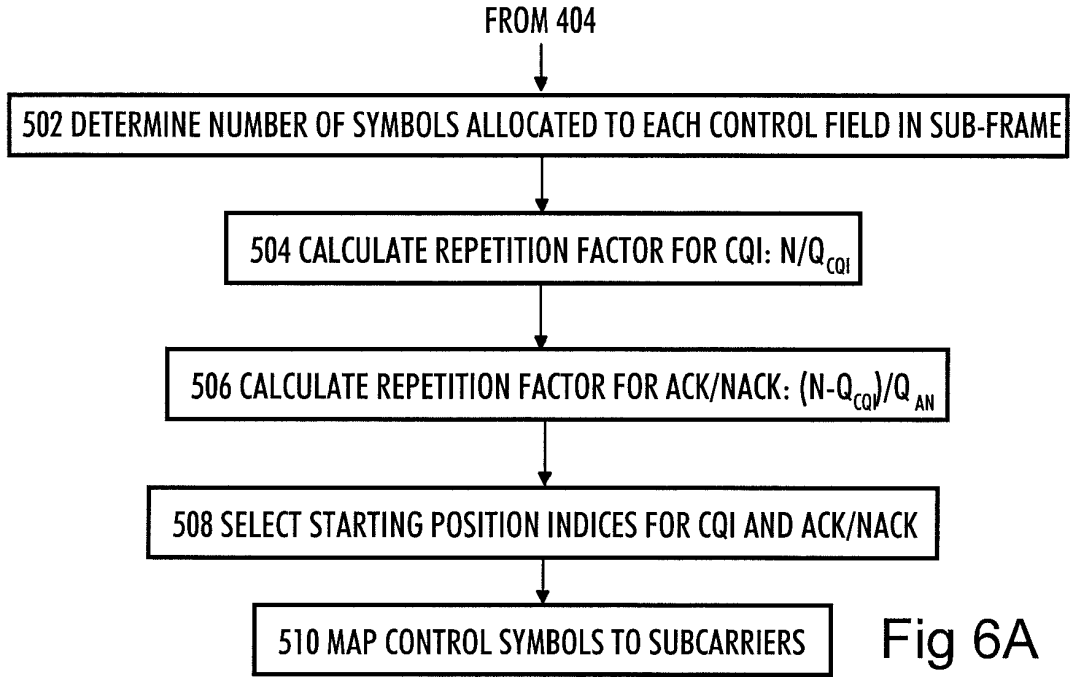 FROM 404
502 DETERMINE NUMBER OF SYMBOLS ALLOCATED TO EACH CONTROL FIELD IN SUB-FRAME
504 CALCULATE REPETITION FACTOR FOR CQI: N/QCQI
506 CALCULATE REPETITION FACTOR FOR ACK/NACK: (N-QCQI)/QAN
508 SELECT STARTING POSITION INDICES FOR CQI AND ACK/NACK
510 MAP CONTROL SYMBOLS TO SUBCARRIERS
Fig 6A